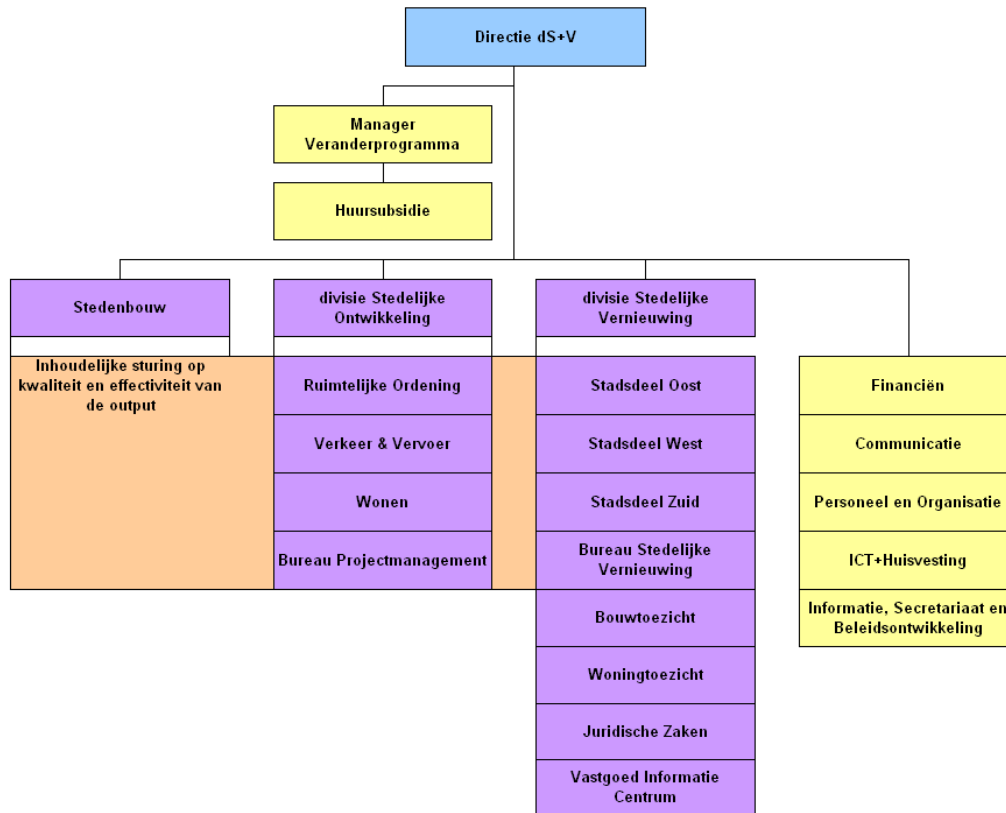 Directie dS+V
Manager
Veranderprogramma
Huursubsidie
Stedenbouw
divisie Stedelijke
Ontwikkeling
divisie Stedelijke
Vernieuwing
Inhoudelijke sturing op
kwaliteit en effectiviteit van
de output
Ruimtelijke Ordening
Verkeer & Vervoer
Wonen
Bureau Projectmanagement
Stadsdeel Oost
Stadsdeel West
Stadsdeel Zuid
Bureau Stedelijke
Vernieuwing
Bouwtoezicht
Woningtoezicht
Juridische Zaken
Vastgoed Informatie
Centrum
Financiën
Communicatie
Personeel en Organisatie
ICT+Huisvesting
Informatie, Secretariaat en
Beleidsontwikkeling